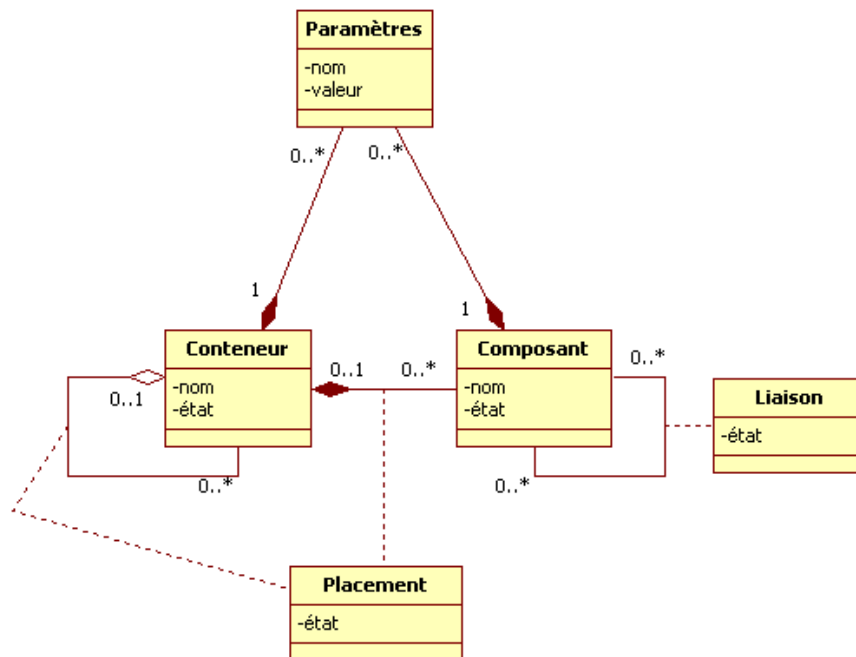 Paramètres
-nom
-valeur
0..*
0..*
1
1
Conteneur
-nom
-état
0..1
0..*
0..1
0..*
Composant
-nom
-état
0..*
0..*
Liaison
-état
Placement
-état